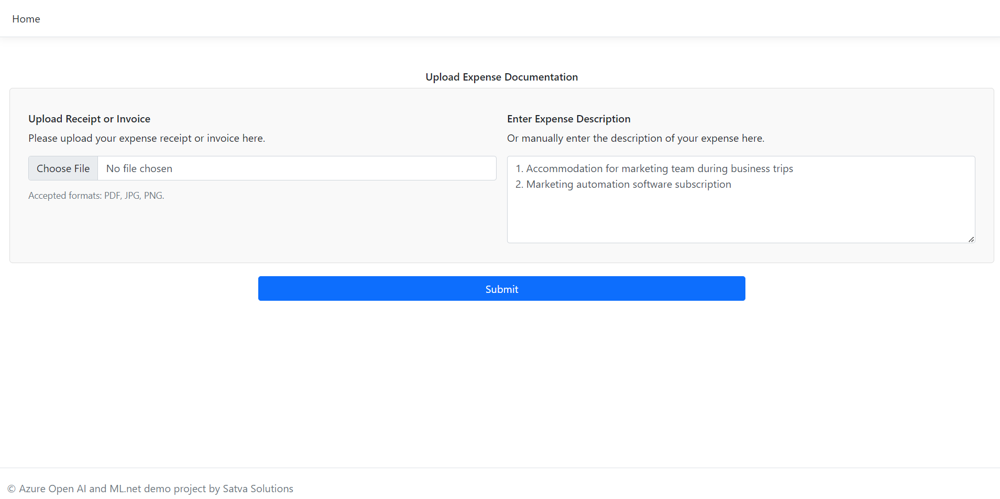 Home
Upload Expense Documentation
Upload Receipt or Invoice
Please upload your expense receipt or invoice here.
Choose File
No file chosen
Accepted formats: PDF, JPG, PNG.
Enter Expense Description
Or manually enter the description of your expense here.
1. Accommodation for marketing team during business trips
2. Marketing automation software subscription
Submit
© Azure Open AI and ML.net demo project by Satva Solutions